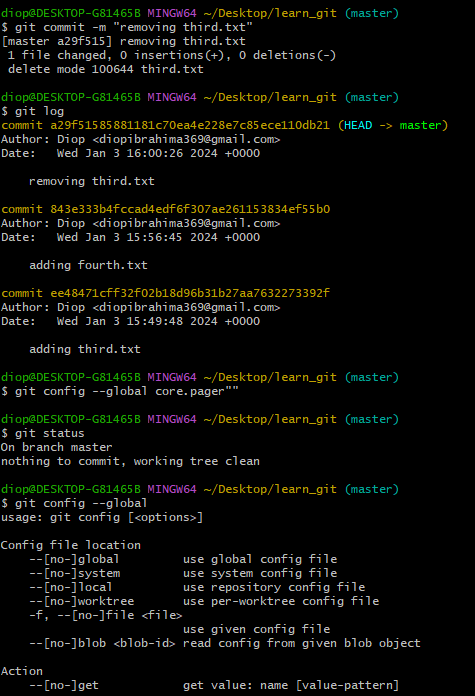 diop@DESKTOP-G81465B MINGW64 ~/Desktop/learn_git (master)
$ git commit -m "removing third.txt"
[master a29f515] removing third.txt
 1 file changed, 0 insertions(+), 0 deletions(-)
 delete mode 100644 third.txt

diop@DESKTOP-G81465B MINGW64 ~/Desktop/learn_git (master)
$ git log
commit a29f51585881181c70ea4e228e7c85ece110db21 (HEAD -> master)
Author: Diop <diopibrahima369@gmail.com>
Date:   Wed Jan 3 16:00:26 2024 +0000

    removing third.txt

commit 843e333b4fccad4edf6f307ae261153834ef55b0
Author: Diop <diopibrahima369@gmail.com>
Date:   Wed Jan 3 15:56:45 2024 +0000

    adding fourth.txt

commit ee48471cff32f02b18d96b31b27aa7632273392f
Author: Diop <diopibrahima369@gmail.com>
Date:   Wed Jan 3 15:49:48 2024 +0000

    adding third.txt

diop@DESKTOP-G81465B MINGW64 ~/Desktop/learn_git (master)
$ git config --global core.pager""

diop@DESKTOP-G81465B MINGW64 ~/Desktop/learn_git (master)
$ git status
On branch master
nothing to commit, working tree clean

diop@DESKTOP-G81465B MINGW64 ~/Desktop/learn_git (master)
$ git config --global
usage: git config [<options>]

Config file location
    --[no-]global         use global config file
    --[no-]system         use system config file
    --[no-]local          use repository config file
    --[no-]worktree       use per-worktree config file
    -f, --[no-]file <file>
                          use given config file
    --[no-]blob <blob-id> read config from given blob object

Action
    --[no-]get            get value: name [value-pattern]